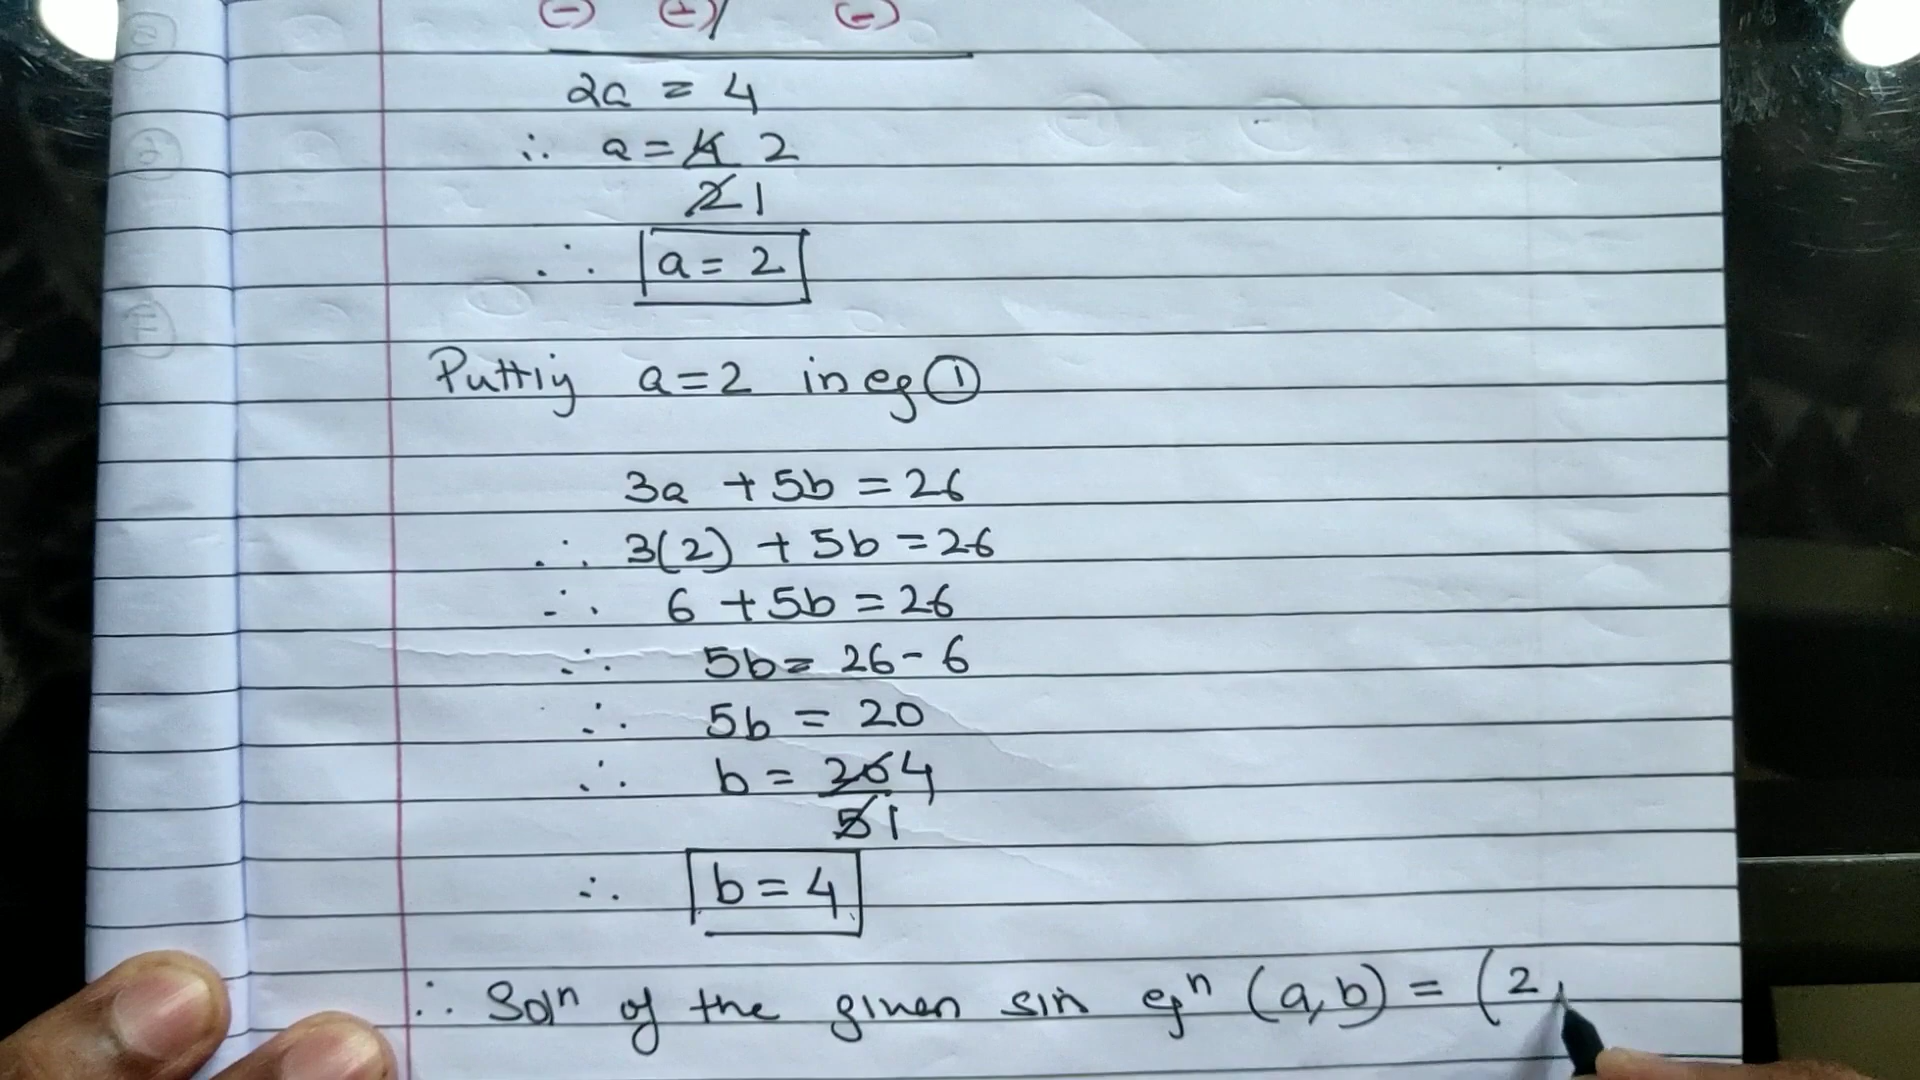 (-) (+) (-)
2a = 4
∴ a = 4 2
2 1
∴ a = 2
Puttiy a = 2 in eq ①
3a + 5b = 26
∴ 3(2) + 5b = 26
∴ 6 + 5b = 26
∴ 5b = 26 - 6
∴ 5b = 20
∴ b = 20 4
5 1
∴ b = 4
∴ Solⁿ of the given sin eqⁿ (a,b) = (2,